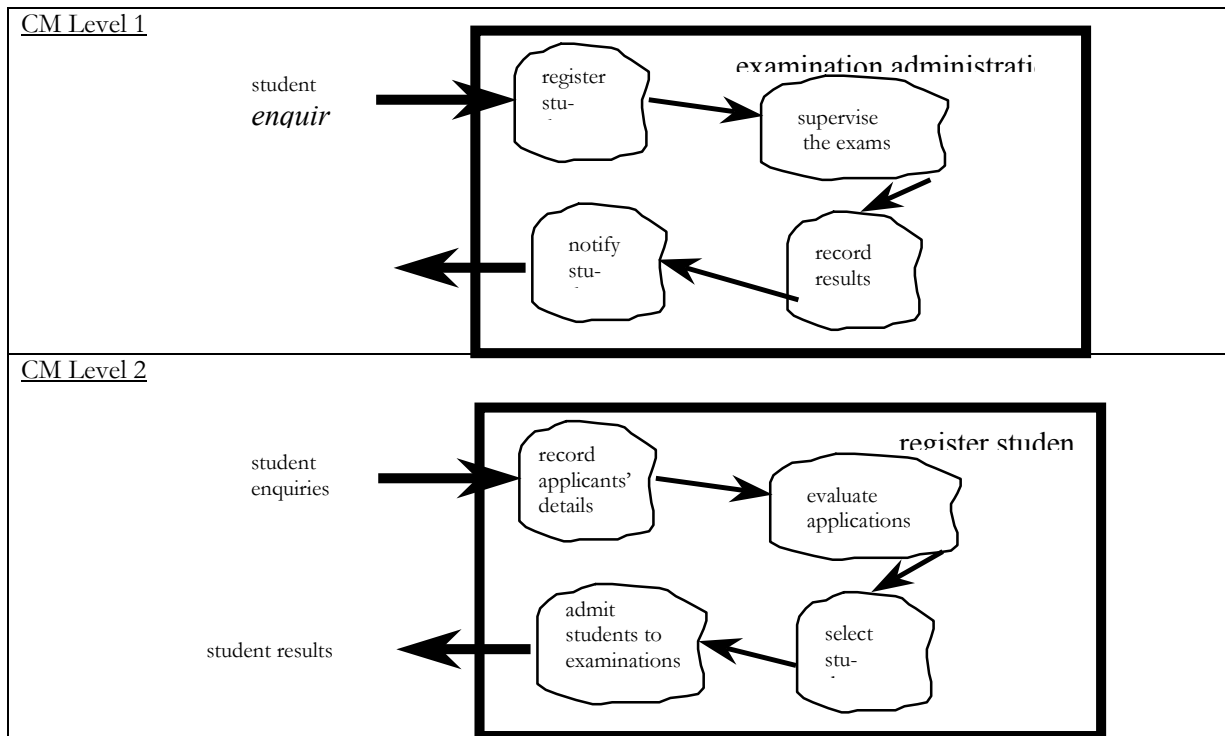 CM Level 1
examination administrati
student
enquir
register
stu-
supervise
the exams
notify
stu-
record
results
CM Level 2
register studen
student
enquiries
record
applicants’
details
evaluate
applications
student results
admit
students to
examinations
select
stu-